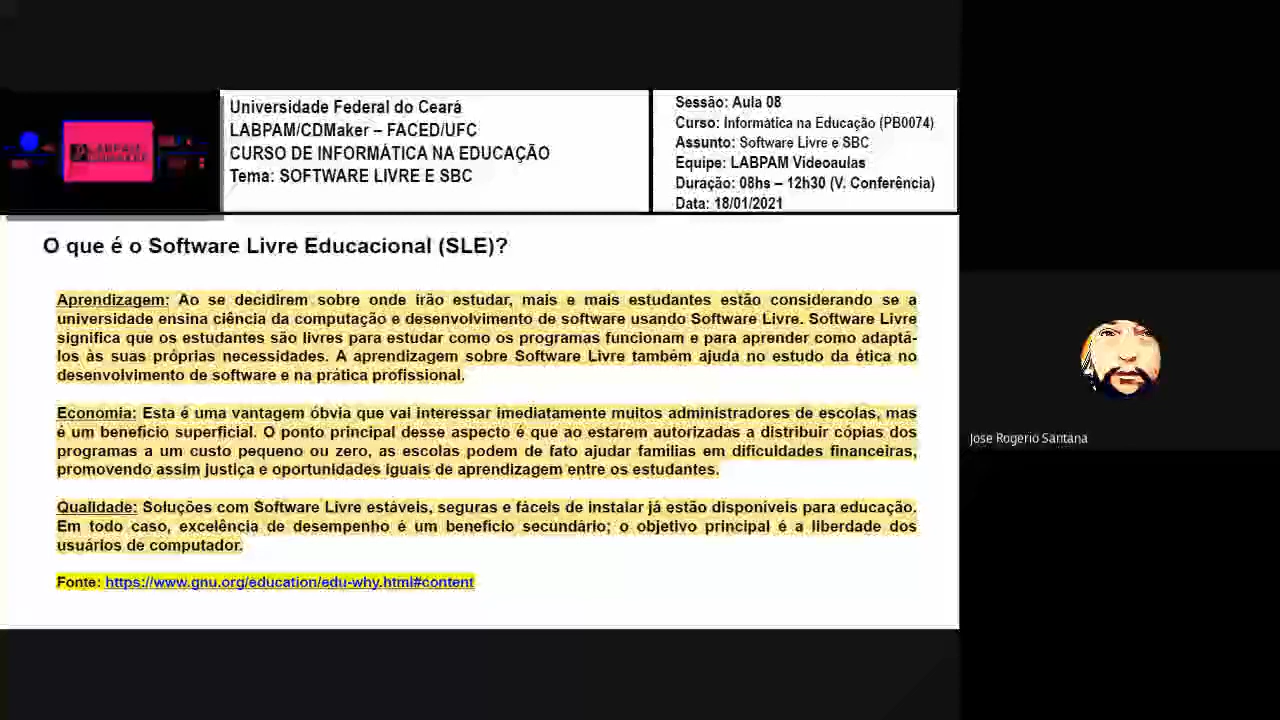 Universidade Federal do Ceará
LABPAM/CDMaker – FACED/UFC
CURSO DE INFORMÁTICA NA EDUCAÇÃO
Tema: SOFTWARE LIVRE E SBC
Sessão: Aula 08
Curso: Informática na Educação (PB0074)
Assunto: Software Livre e SBC
Equipe: LABPAM Videoaulas
Duração: 08hs – 12h30 (V. Conferência)
Data: 18/01/2021
O que é o Software Livre Educacional (SLE)?
Aprendizagem: Ao se decidirem sobre onde irão estudar, mais e mais estudantes estão considerando se a
universidade ensina ciência da computação e desenvolvimento de software usando Software Livre. Software Livre
significa que os estudantes são livres para estudar como os programas funcionam e para aprender como adaptá-
los às suas próprias necessidades. A aprendizagem sobre Software Livre também ajuda no estudo da ética no
desenvolvimento de software e na prática profissional.
Economia: Esta é uma vantagem óbvia que vai interessar imediatamente muitos administradores de escolas, mas
é um benefício superficial. O ponto principal desse aspecto é que ao estarem autorizadas a distribuir cópias dos
programas a um custo pequeno ou zero, as escolas podem de fato ajudar famílias em dificuldades financeiras,
promovendo assim justiça e oportunidades iguais de aprendizagem entre os estudantes.
Qualidade: Soluções com Software Livre estáveis, seguras e fáceis de instalar já estão disponíveis para educação.
Em todo caso, excelência de desempenho é um benefício secundário; o objetivo principal é a liberdade dos
usuários de computador.
Fonte: https://www.gnu.org/education/edu-why.html#content
Jose Rogerio Santana